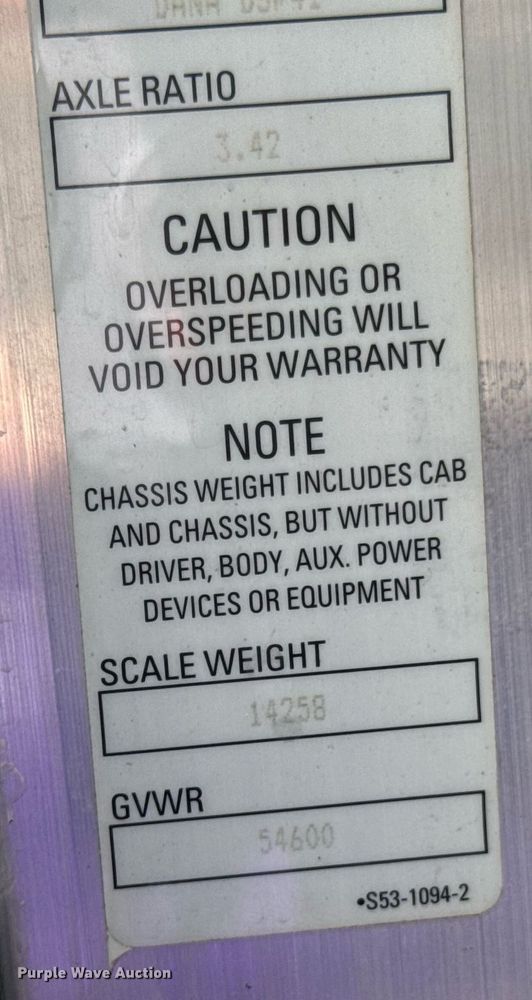 DANA
AXLE RATIO
3.42
CAUTION
OVERLOADING OR
OVERSPEEDING WILL
VOID YOUR WARRANTY
NOTE
CHASSIS WEIGHT INCLUDES CAB
AND CHASSIS, BUT WITHOUT
DRIVER, BODY, AUX. POWER
DEVICES OR EQUIPMENT
SCALE WEIGHT
14258
GVWR
54600
•S53-1094-2
Purple Wave Auction